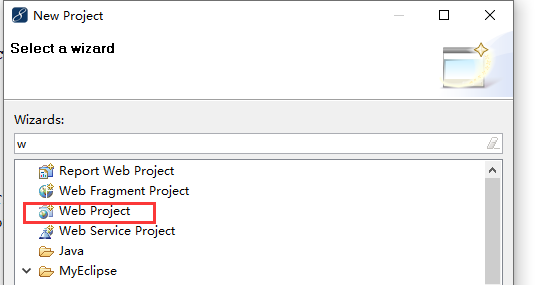 New Project
Select a wizard
Wizards:
w
Report Web Project
Web Fragment Project
Web Project
Web Service Project
Java
MyEclipse